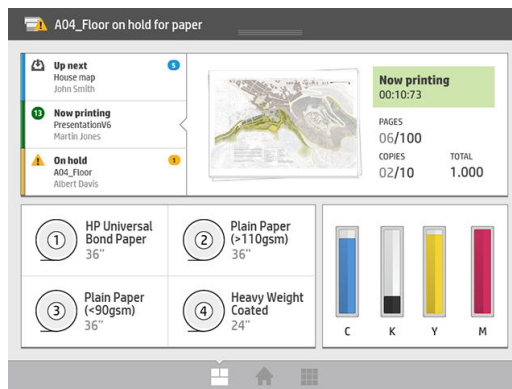 A04_Floor on hold for paper
Up next
5
House map
John Smith
13
Now printing
PresentationV6
Martin Jones
On hold
1
A04_Floor
Albert Davis
Now printing
00:10:73
PAGES
06/100
COPIES
TOTAL
02/10
1.000
1
HP Universal
Bond Paper
36"
2
Plain Paper
(>110gsm)
36"
3
Plain Paper
(<90gsm)
36"
4
Heavy Weight
Coated
24"
C
K
Y
M